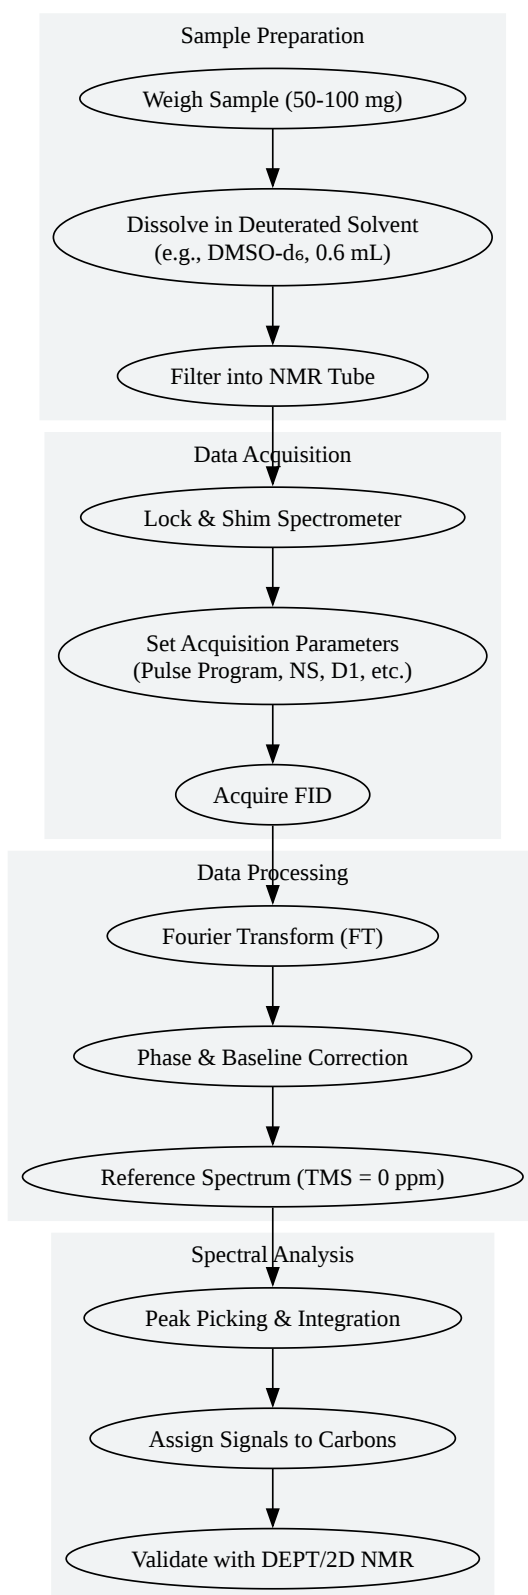 Sample Preparation
Weigh Sample (50-100 mg)
Dissolve in Deuterated Solvent
(e.g., DMSO-d₆, 0.6 mL)
Filter into NMR Tube
Data Acquisition
Lock & Shim Spectrometer
Set Acquisition Parameters
(Pulse Program, NS, D1, etc.)
Acquire FID
Data Processing
Fourier Transform (FT)
Phase & Baseline Correction
Reference Spectrum (TMS = 0 ppm)
Spectral Analysis
Peak Picking & Integration
Assign Signals to Carbons
Validate with DEPT/2D NMR